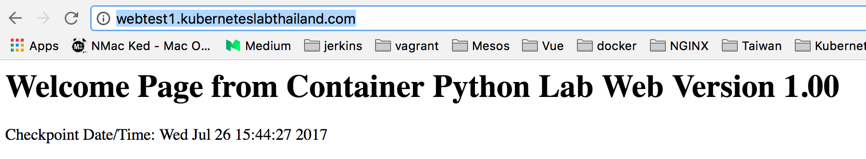 webtest1.kuberneteslabthailand.com
Apps NMac Ked - Mac O... Medium jerkins vagrant Mesos Vue docker NGINX Taiwan
Welcome Page from Container Python Lab Web Version 1.00
Checkpoint Date/Time: Wed Jul 26 15:44:27 2017